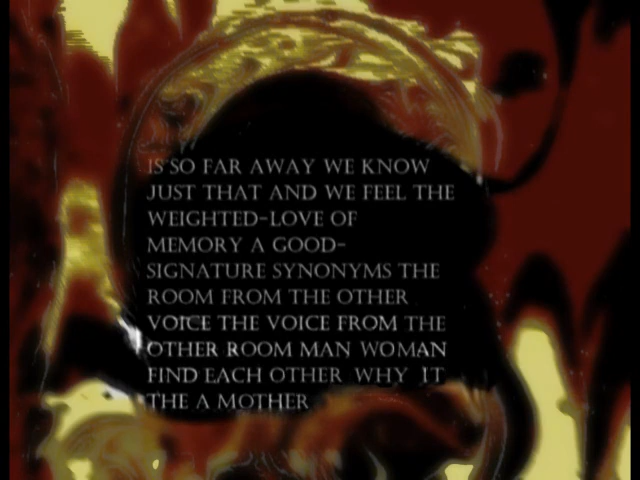 IS SO FAR AWAY WE KNOW
JUST THAT AND WE FEEL THE
WEIGHTED-LOVE OF
MEMORY A GOOD-
SIGNATURE SYNONYMS THE
ROOM FROM THE OTHER
VOICE THE VOICE FROM THE
OTHER ROOM MAN WOMAN
FIND EACH OTHER WHY IT
THE A MOTHER